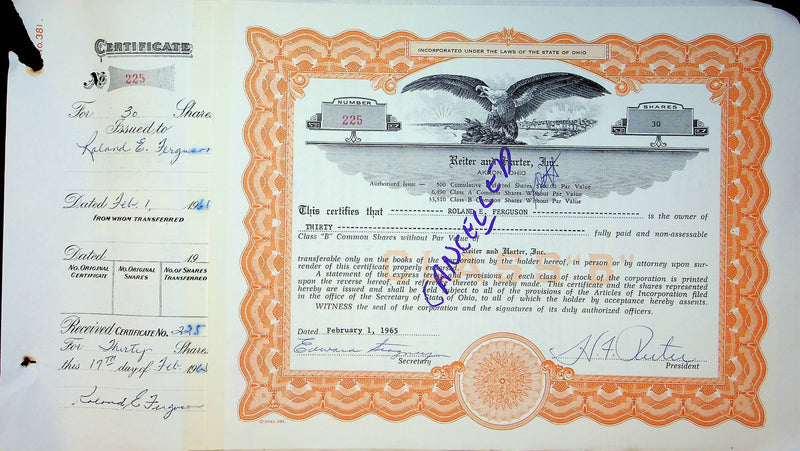 o.381.
CERTIFICATE
No 225
For 30 Shares
Issued to
Roland E. Ferguson
Dated Feb 1, 1965
FROM WHOM TRANSFERRED
Dated 19
NO. ORIGINAL CERTIFICATE
NO. ORIGINAL SHARES
NO. OF SHARES TRANSFERRED
Received CERTIFICATE NO. 225
For Thirty Shares
this 17TH day of Feb. 1965
Roland E Ferguson
INCORPORATED UNDER THE LAWS OF THE STATE OF OHIO
NUMBER
225
SHARES
30
Reiter and Harter, Inc.
AKRON, OHIO
Authorized Issue — 500 Cumulative Shares Par Value
Class A Common Shares Without Par Value
33,510 Class B Common Shares Without Par Value
This certifies that ROLAND E. FERGUSON is the owner of
THIRTY fully paid and non-assessable
Class "B" Common Shares without Par Value of
Reiter and Harter, Inc.
transferable only on the books of the Corporation by the holder hereof, in person or by attorney upon sur-
render of this certificate properly endorsed.
A statement of the express terms and provisions of each class of stock of the corporation is printed
upon the reverse hereof, and reference thereto is hereby made. This certificate and the shares represented
hereby are issued and shall be held subject to all of the provisions of the Articles of Incorporation filed
in the office of the Secretary of State of Ohio, to all of which the holder by acceptance hereby assents.
WITNESS the seal of the corporation and the signatures of its duly authorized officers.
CLASS B
CANCELLED
Dated February 1, 1965
Secretary
President